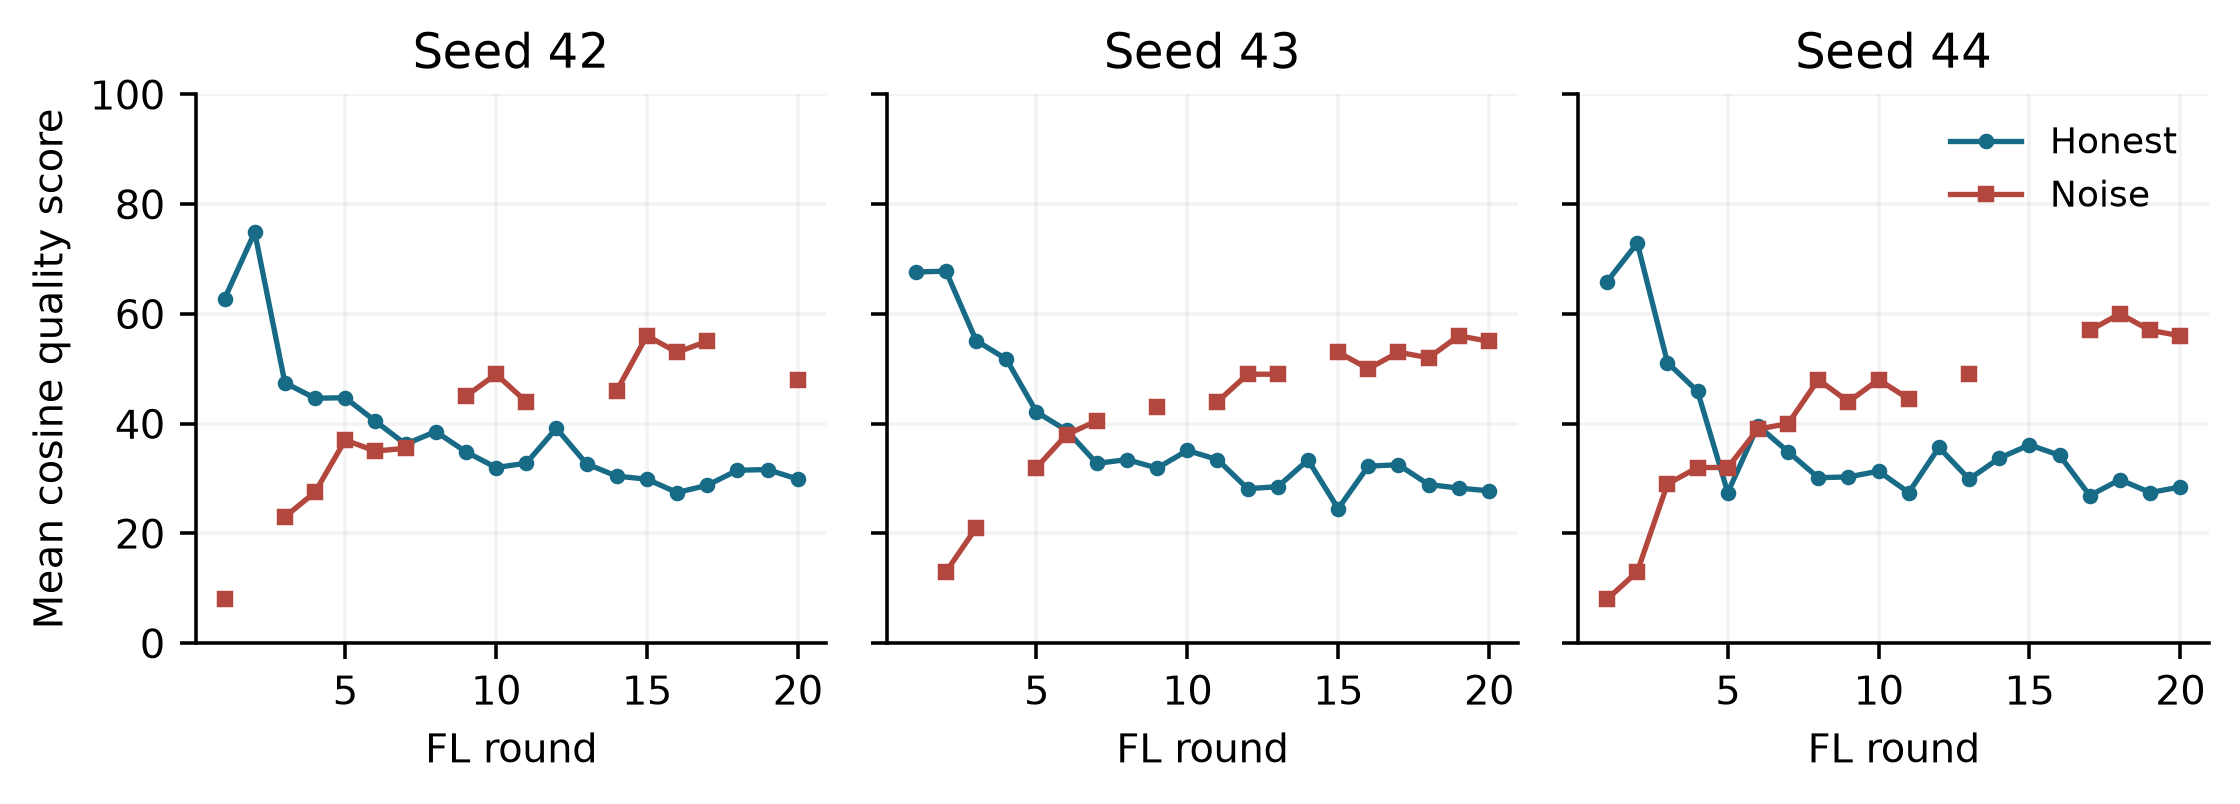 Seed 42
Seed 43
Seed 44
Mean cosine quality score
100
80
60
40
20
0
Honest
Noise
5 10 15 20
5 10 15 20
5 10 15 20
FL round
FL round
FL round